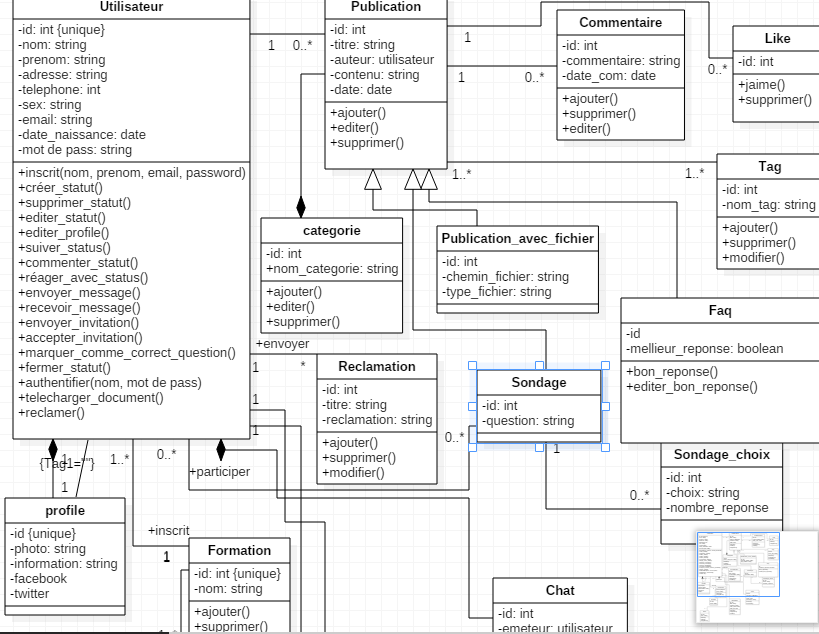 Utilisateur
-id: int {unique}
-nom: string
-prenom: string
-adresse: string
-telephone: int
-sex: string
-email: string
-date_naissance: date
-mot de pass: string
+inscrit(nom, prenom, email, password)
+créer_statut()
+supprimer_statut()
+editer_statut()
+editer_profile()
+suiver_status()
+commenter_statut()
+réager_avec_status()
+envoyer_message()
+recevoir_message()
+envoyer_invitation()
+accepter_invitation()
+marquer_comme_correct_question()
+fermer_statut()
+authentifier(nom, mot de pass)
+telecharger_document()
+reclamer()
1
0..*
Publication
-id: int
-titre: string
-auteur: utilisateur
-contenu: string
-date: date
+ajouter()
+editer()
+supprimer()
1
1
0..*
Commentaire
-id: int
-commentaire: string
-date_com: date
+ajouter()
+supprimer()
+editer()
0..*
Like
-id: int
+jaime()
+supprimer()
1..*
1..*
Tag
-id: int
-nom_tag: string
+ajouter()
+supprimer()
+modifier()
categorie
-id: int
+nom_categorie: string
+ajouter()
+editer()
+supprimer()
Publication_avec_fichier
-id: int
-chemin_fichier: string
-type_fichier: string
Faq
-id
-mellieur_reponse: boolean
+bon_reponse()
+editer_bon_reponse()
+envoyer
1
*
1
1
Reclamation
-id: int
-titre: string
-reclamation: string
+ajouter()
+supprimer()
+modifier()
Sondage
-id: int
-question: string
0..*
1
0..*
Sondage_choix
-id: int
-choix: string
-nombre_reponse
{Tag1=""}
1
1
1..*
0..*
+participer
profile
-id {unique}
-photo: string
-information: string
-facebook
-twitter
+inscrit
1
Formation
-id: int {unique}
-nom: string
+ajouter()
+supprimer()
Chat
-id: int
-emeteur: utilisateur